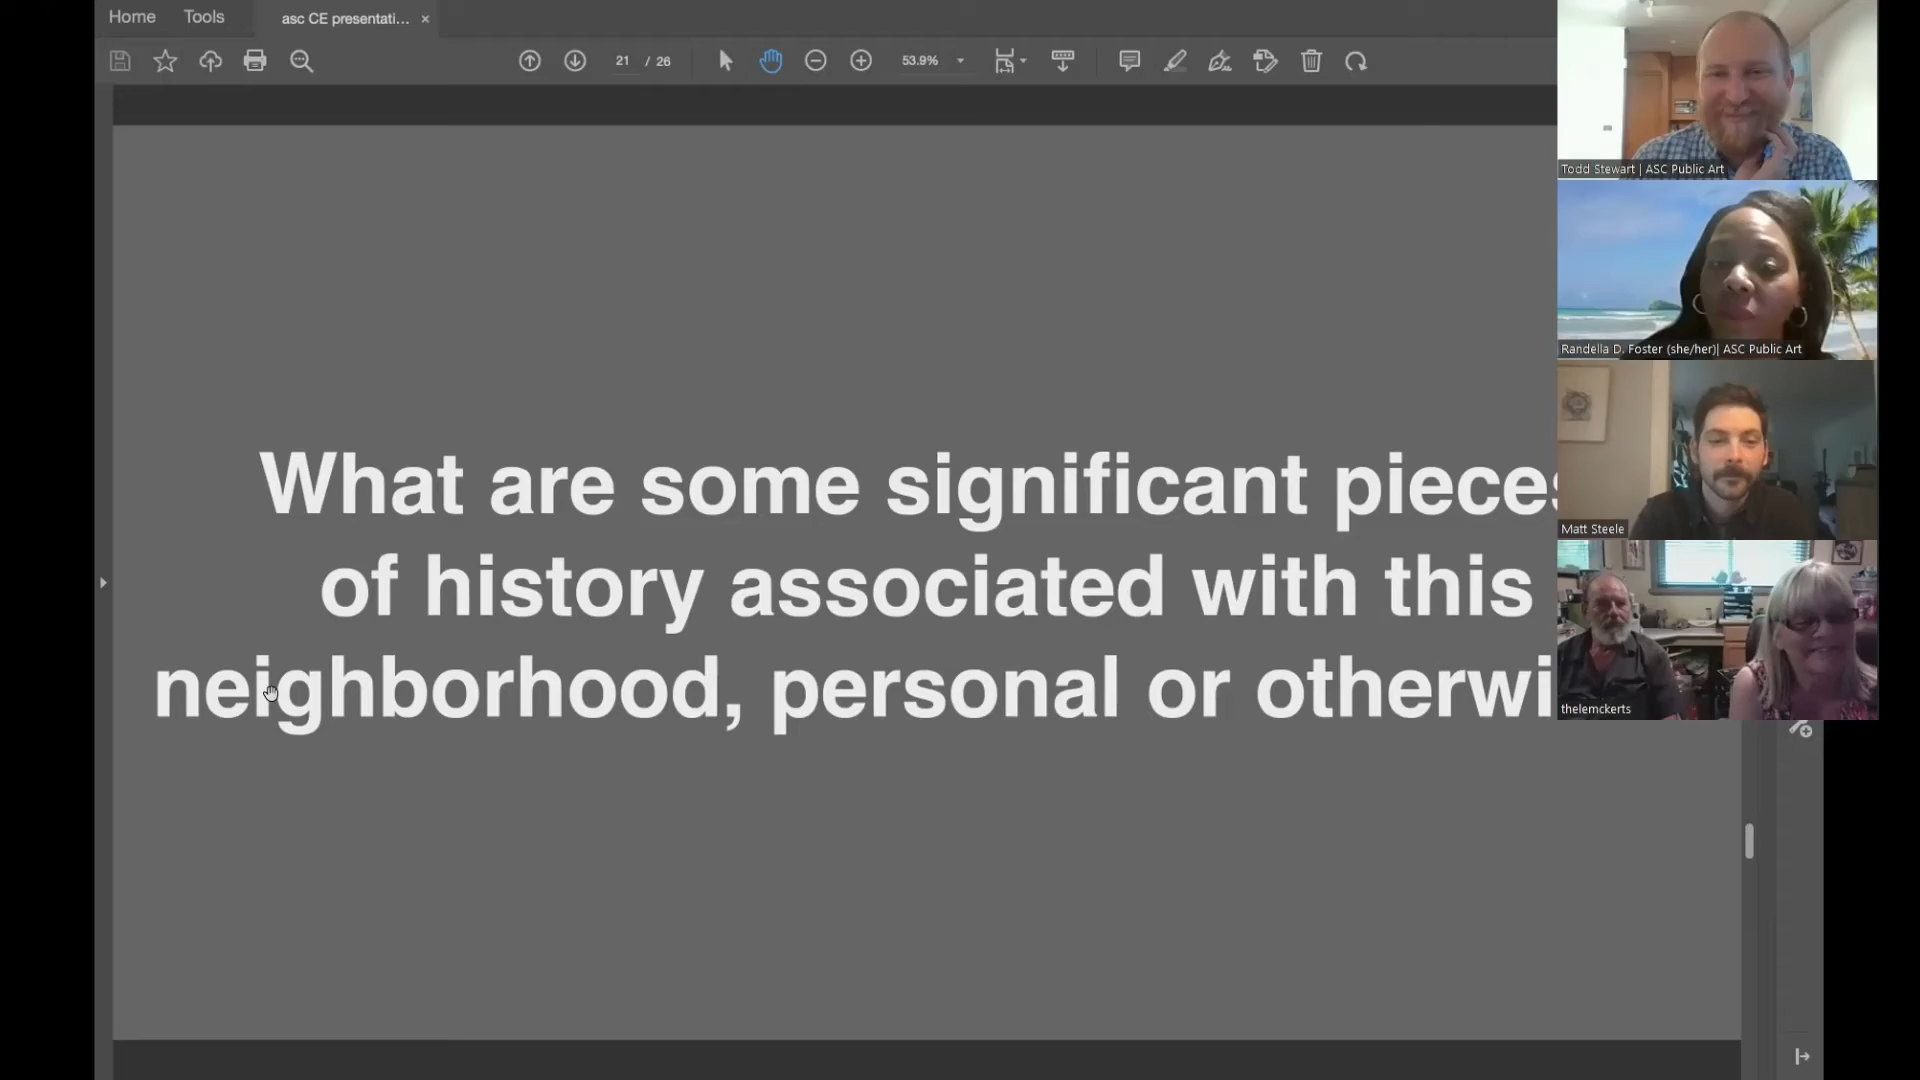 Home Tools asc CE presentati... ×
21 / 26 53.9%
What are some significant pieces
of history associated with this
neighborhood, personal or otherwi
Todd Stewart | ASC Public Art
Randella D. Foster (she/her)| ASC Public Art
Matt Steele
thelemckerts